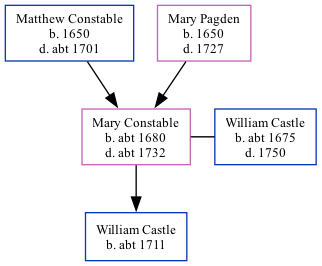 Matthew Constable
b. 1650
d. abt 1701
Mary Pagden
b. 1650
d. 1727
Mary Constable
b. abt 1680
d. abt 1732
William Castle
b. abt 1675
d. 1750
William Castle
b. abt 1711